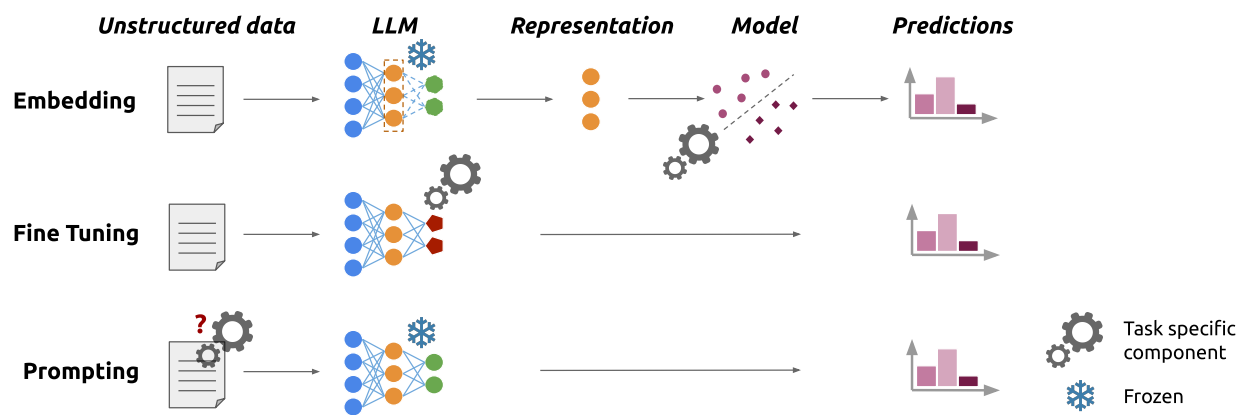 Unstructured data LLM Representation Model Predictions
Embedding
Fine Tuning
?
Prompting
Task specific
component
Frozen